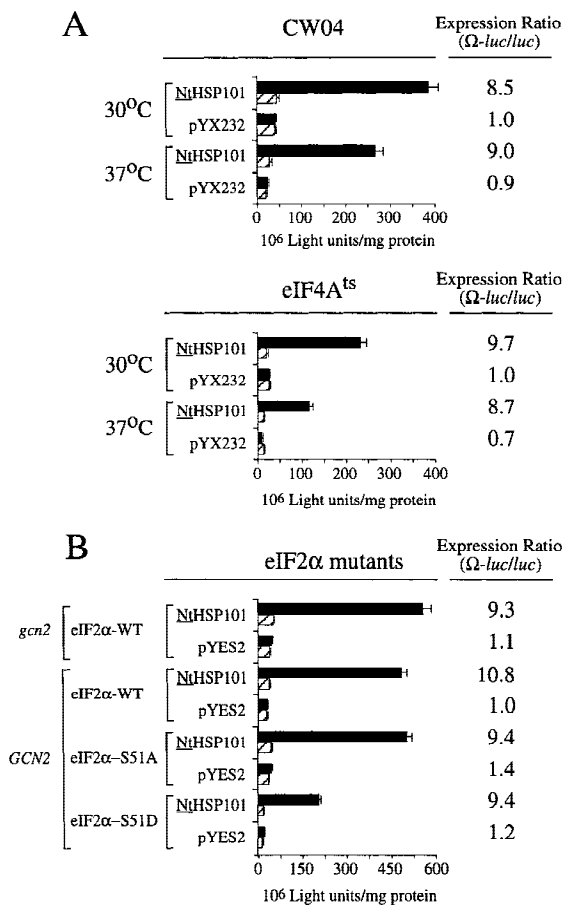 A
CW04
Expression Ratio
(Ω-luc/luc)
30°C
NtHSP101
8.5
pYX232
1.0
37°C
NtHSP101
9.0
pYX232
0.9
0 100 200 300 400
10⁶ Light units/mg protein
eIF4Aᵗˢ
Expression Ratio
(Ω-luc/luc)
30°C
NtHSP101
9.7
pYX232
1.0
37°C
NtHSP101
8.7
pYX232
0.7
0 100 200 300 400
10⁶ Light units/mg protein
B
eIF2α mutants
Expression Ratio
(Ω-luc/luc)
gcn2
eIF2α-WT
NtHSP101
9.3
pYES2
1.1
GCN2
eIF2α-WT
NtHSP101
10.8
pYES2
1.0
eIF2α–S51A
NtHSP101
9.4
pYES2
1.4
eIF2α–S51D
NtHSP101
9.4
pYES2
1.2
0 150 300 450 600
10⁶ Light units/mg protein